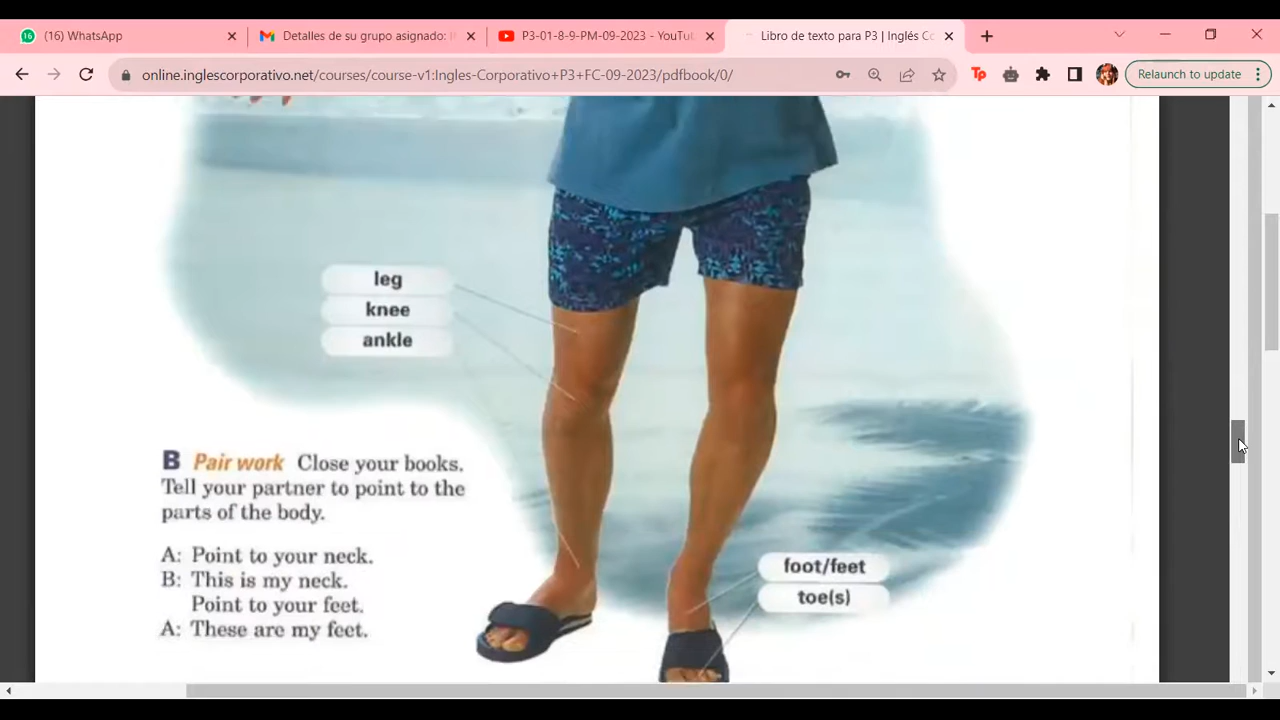 (16) WhatsApp
Detalles de su grupo asignado:
P3-01-8-9-PM-09-2023 - YouTu
Libro de texto para P3 | Inglés Co
online.inglescorporativo.net/courses/course-v1:Ingles-Corporativo+P3+FC-09-2023/pdfbook/0/
Tp
Relaunch to update
leg
knee
ankle
B Pair work Close your books.
Tell your partner to point to the
parts of the body.
A: Point to your neck.
B: This is my neck.
Point to your feet.
A: These are my feet.
foot/feet
toe(s)